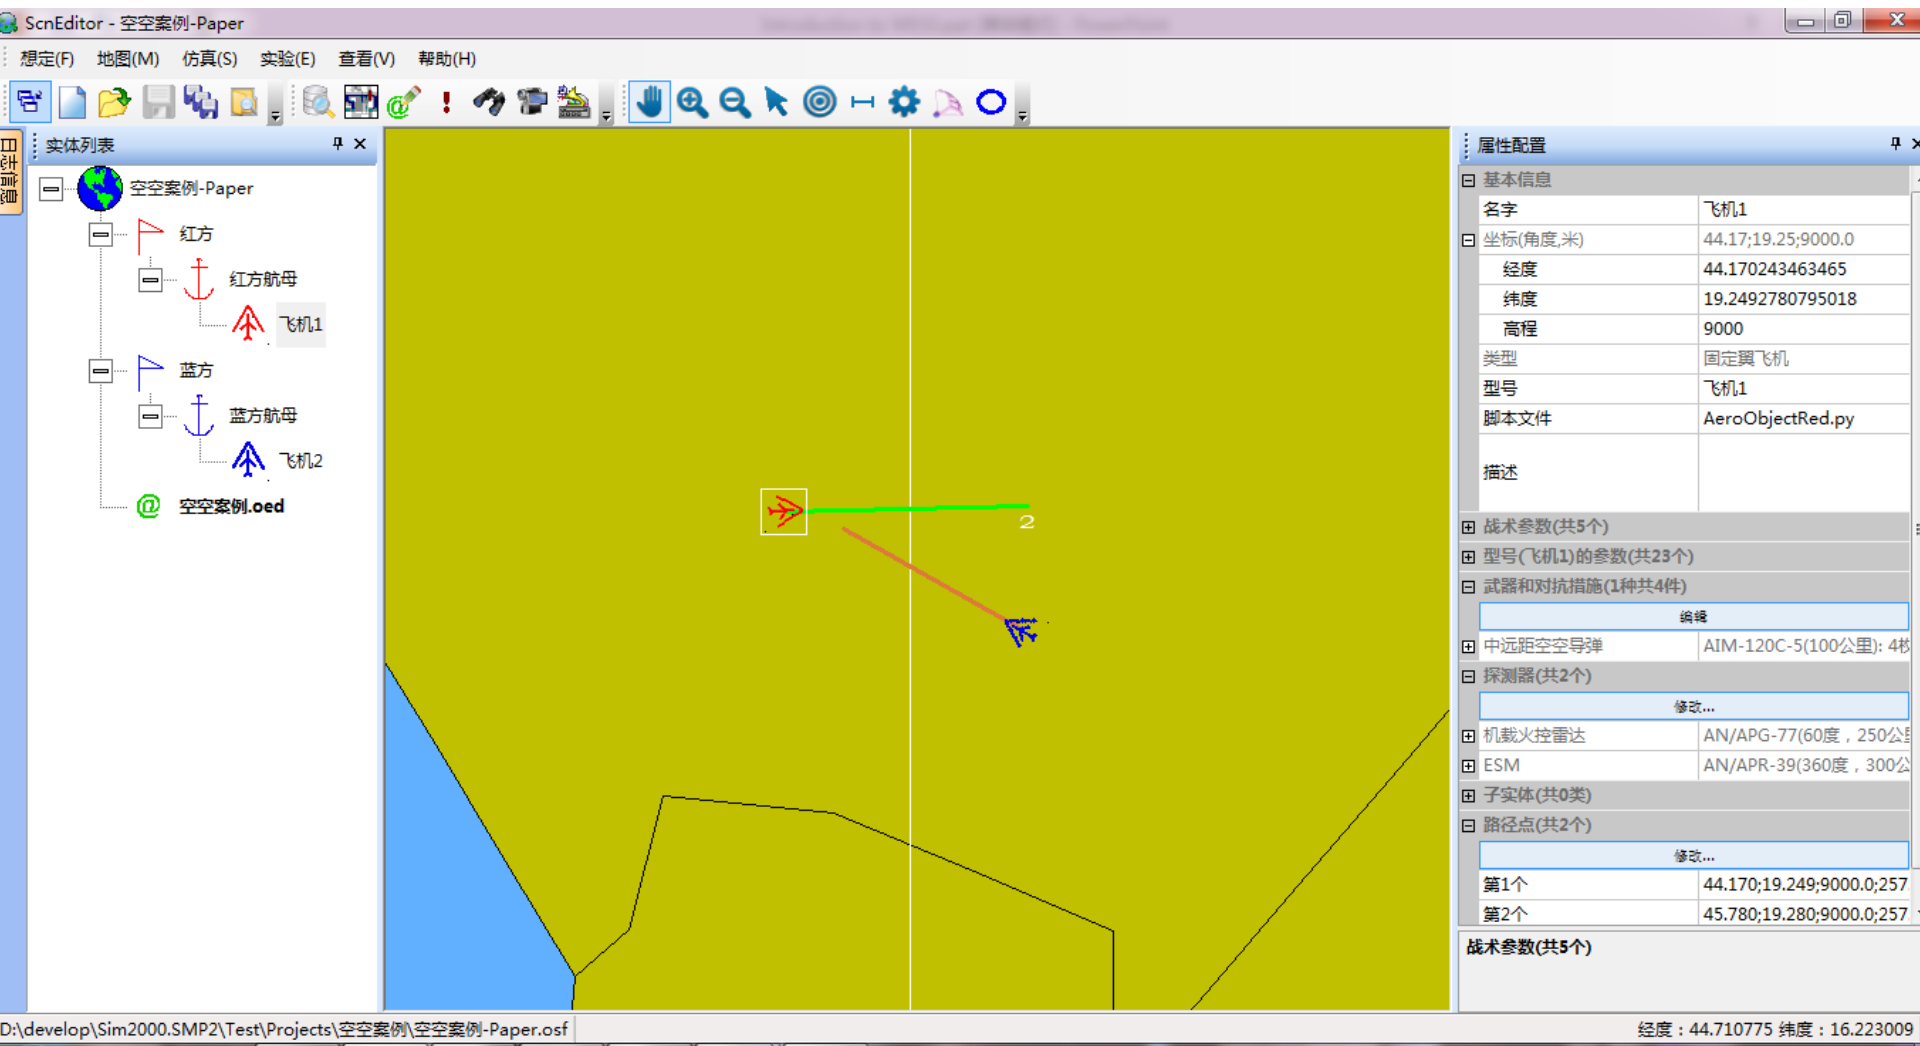 ScnEditor - 空空案例-Paper
想定(F) 地图(M) 仿真(S) 实验(E) 查看(V) 帮助(H)
日志信息
实体列表
空空案例-Paper
红方
红方航母
飞机1
蓝方
蓝方航母
飞机2
@ 空空案例.oed
2
属性配置
基本信息
名字 飞机1
坐标(角度,米) 44.17;19.25;9000.0
经度 44.170243463465
纬度 19.2492780795018
高程 9000
类型 固定翼飞机
型号 飞机1
脚本文件 AeroObjectRed.py
描述
战术参数(共5个)
型号(飞机1)的参数(共23个)
武器和对抗措施(1种共4件)
编辑
中远距空空导弹 AIM-120C-5(100公里): 4枚
探测器(共2个)
修改...
机载火控雷达 AN/APG-77(60度，250公里
ESM AN/APR-39(360度，300公
子实体(共0类)
路径点(共2个)
修改...
第1个 44.170;19.249;9000.0;257
第2个 45.780;19.280;9000.0;257
战术参数(共5个)
D:\develop\Sim2000.SMP2\Test\Projects\空空案例\空空案例-Paper.osf
经度：44.710775 纬度：16.223009